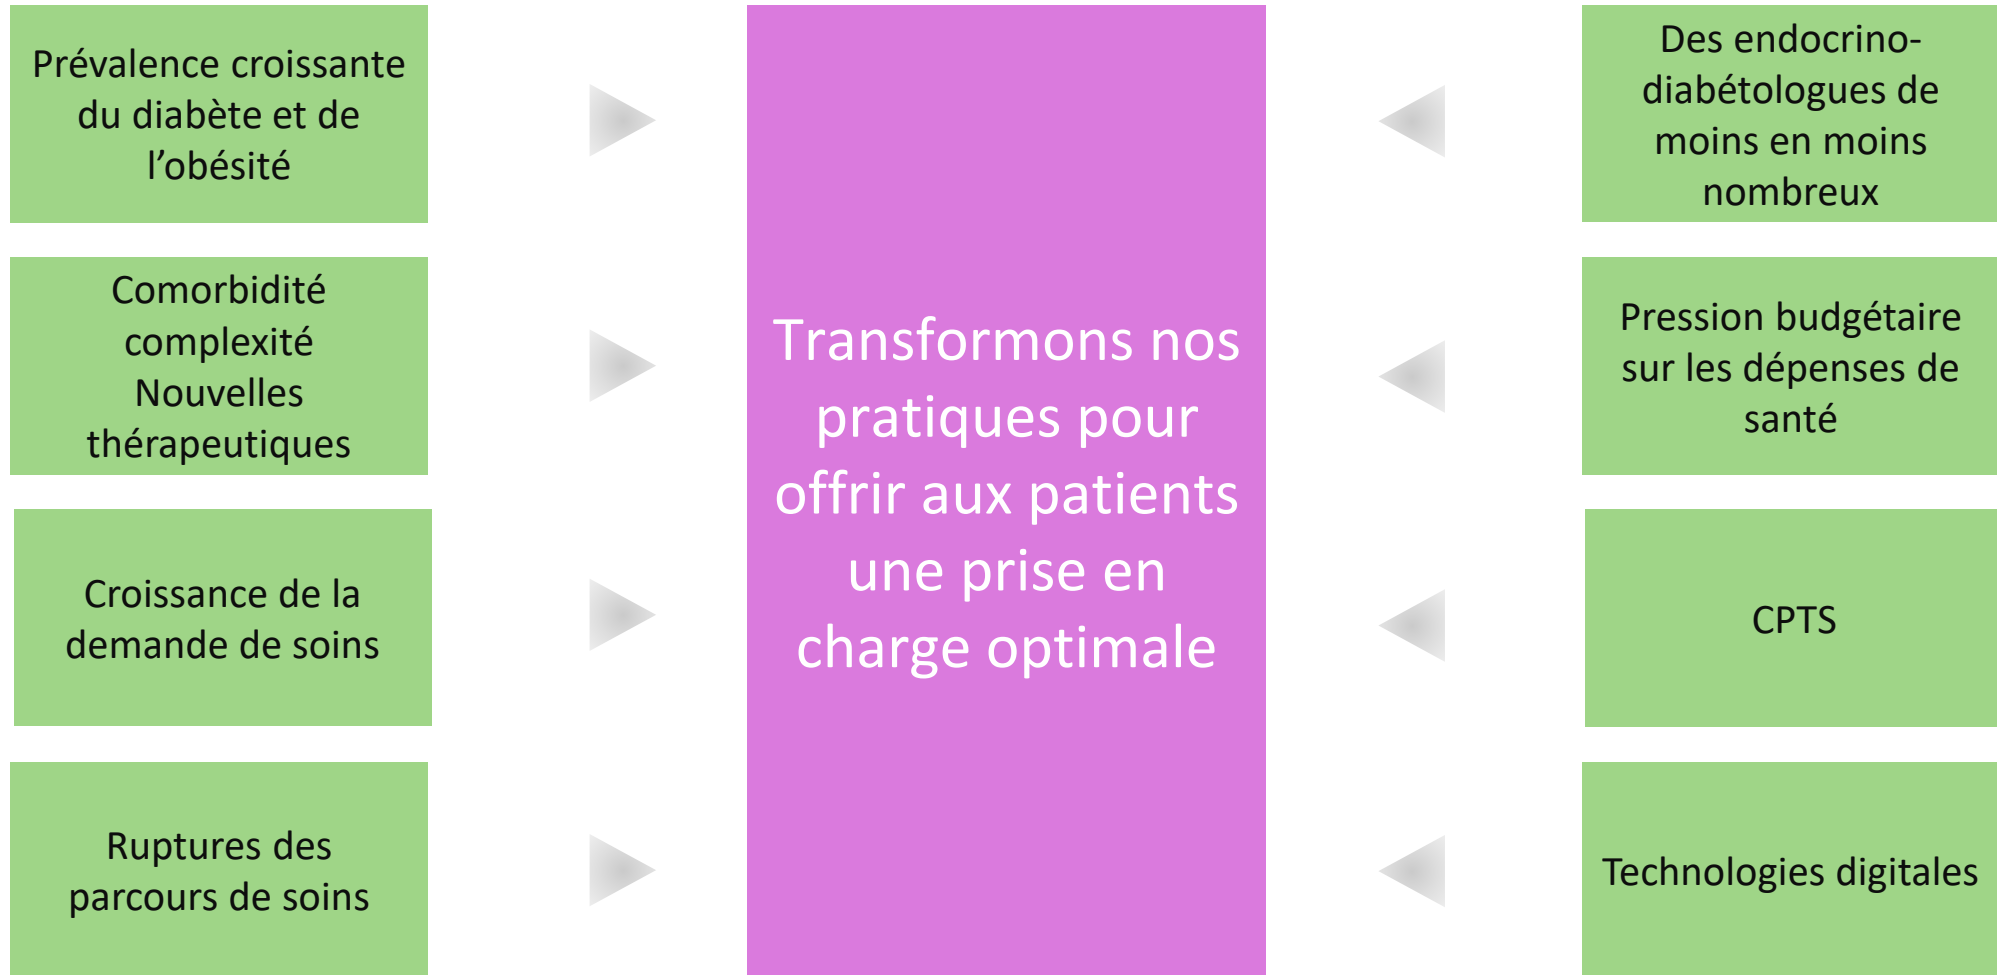 Prévalence croissante
du diabète et de
l’obésité
Comorbidité
complexité
Nouvelles
thérapeutiques
Croissance de la
demande de soins
Ruptures des
parcours de soins
Transformons nos
pratiques pour
offrir aux patients
une prise en
charge optimale
Des endocrino-
diabétologues de
moins en moins
nombreux
Pression budgétaire
sur les dépenses de
santé
CPTS
Technologies digitales